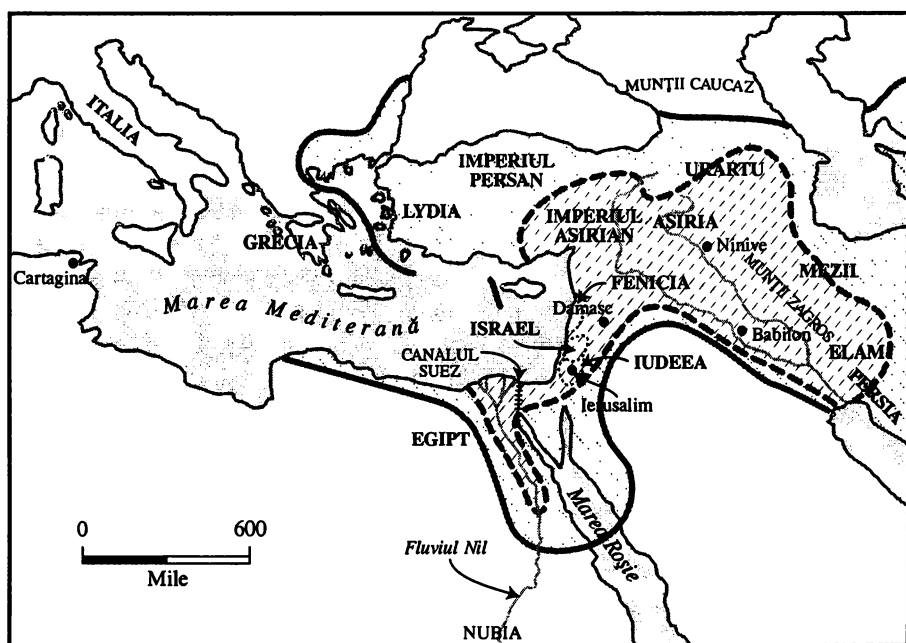 MUNȚII CAUCAZ
ITALIA
IMPERIUL
PERSAN
URARTU
LYDIA
IMPERIUL
ASIRIAN
ASIRIA
GRECIA
Ninive
Cartagina
MEZII
FENICIA
MUNȚII ZAGROS
Marea Mediterană
Damasc
ISRAEL
Babilon
CANALUL
SUEZ
IUDEEA
ELAM
PERSIA
Ierusalim
EGIPT
Marea Roșie
0 600
Mile
Fluviul Nil
NUBIA